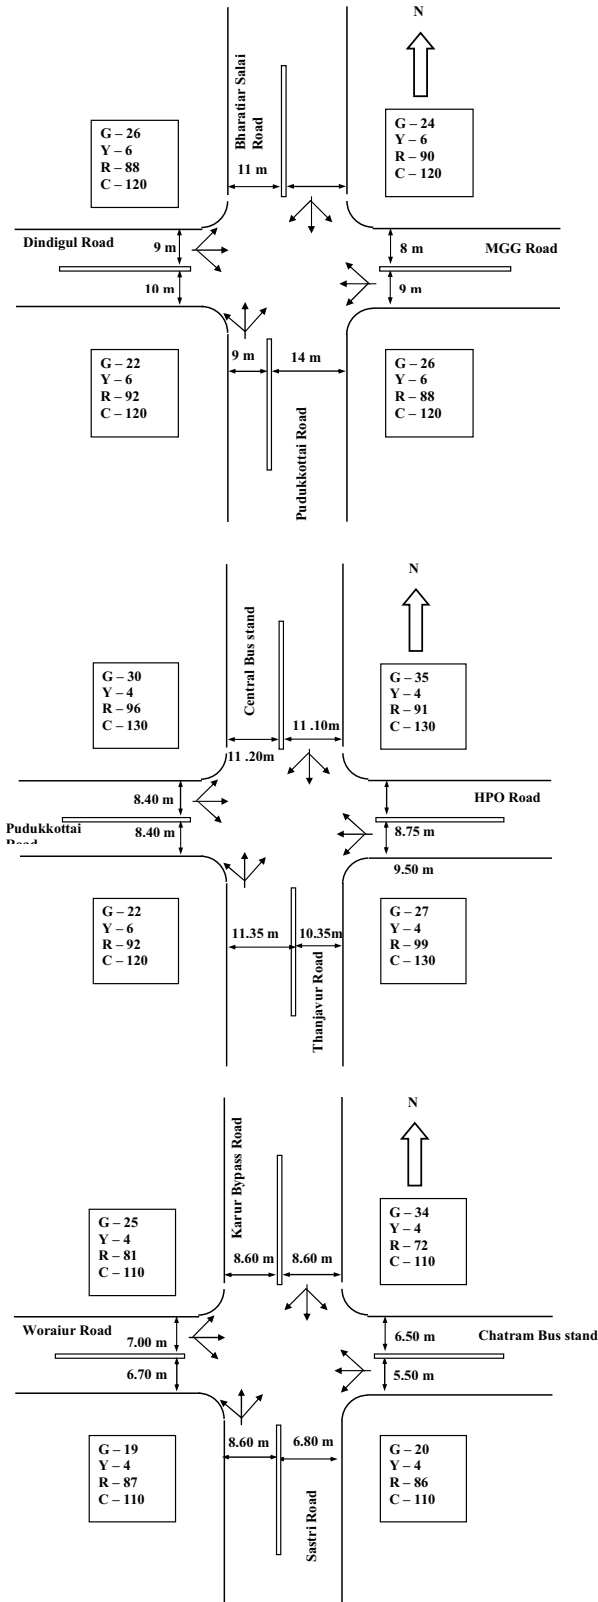 N
Bharatiar Salai
Road
G – 26
Y – 6
R – 88
C – 120
G – 24
Y – 6
R – 90
C – 120
11 m
Dindigul Road
9 m
8 m
MGG Road
10 m
9 m
G – 22
Y – 6
R – 92
C – 120
9 m
14 m
G – 26
Y – 6
R – 88
C – 120
Pudukkottai Road
N
Central Bus stand
G – 30
Y – 4
R – 96
C – 130
G – 35
Y – 4
R – 91
C – 130
11 .10m
11 .20m
8.40 m
HPO Road
Pudukkottai
Road
8.40 m
8.75 m
9.50 m
G – 22
Y – 6
R – 92
C – 120
11.35 m
10.35m
G – 27
Y – 4
R – 99
C – 130
Thanjavur Road
N
Karur Bypass Road
G – 25
Y – 4
R – 81
C – 110
G – 34
Y – 4
R – 72
C – 110
8.60 m
8.60 m
Woraiur Road
7.00 m
6.50 m
Chatram Bus stand
6.70 m
5.50 m
G – 19
Y – 4
R – 87
C – 110
8.60 m
6.80 m
G – 20
Y – 4
R – 86
C – 110
Sastri Road